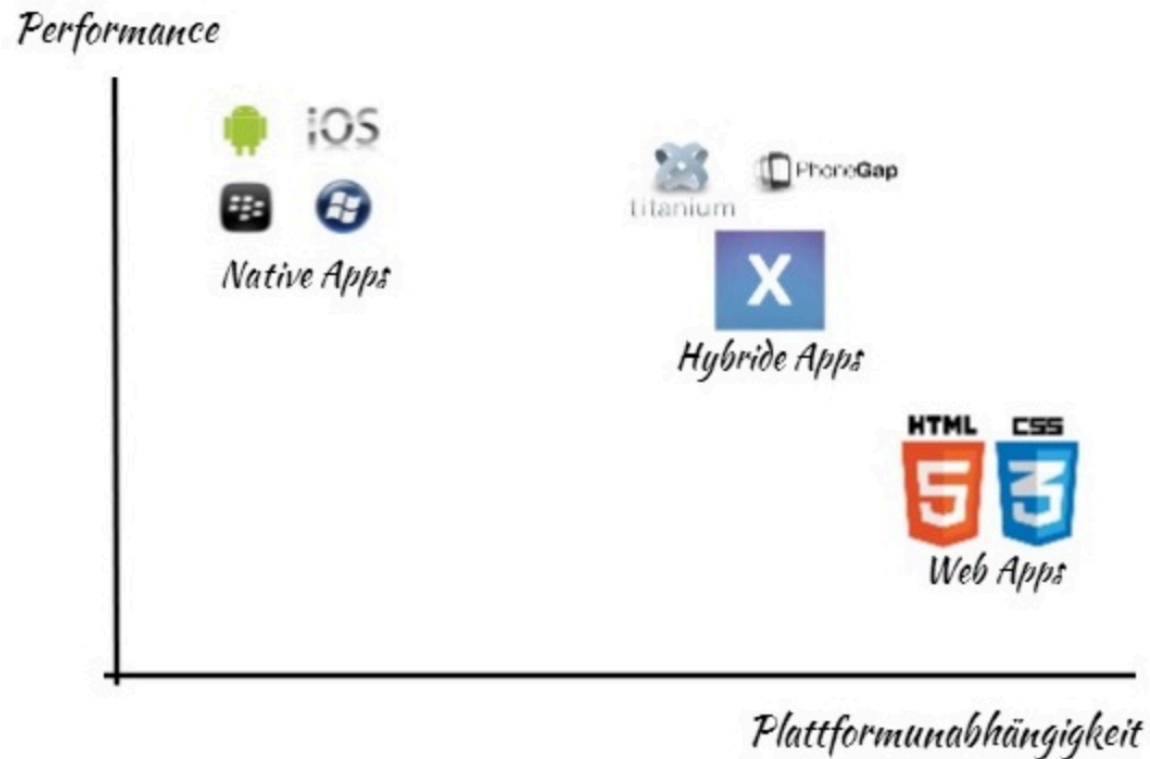 Performance
iOS
titanium
PhoneGap
Native Apps
X
Hybride Apps
HTML CSS
5 3
Web Apps
Plattformunabhängigkeit